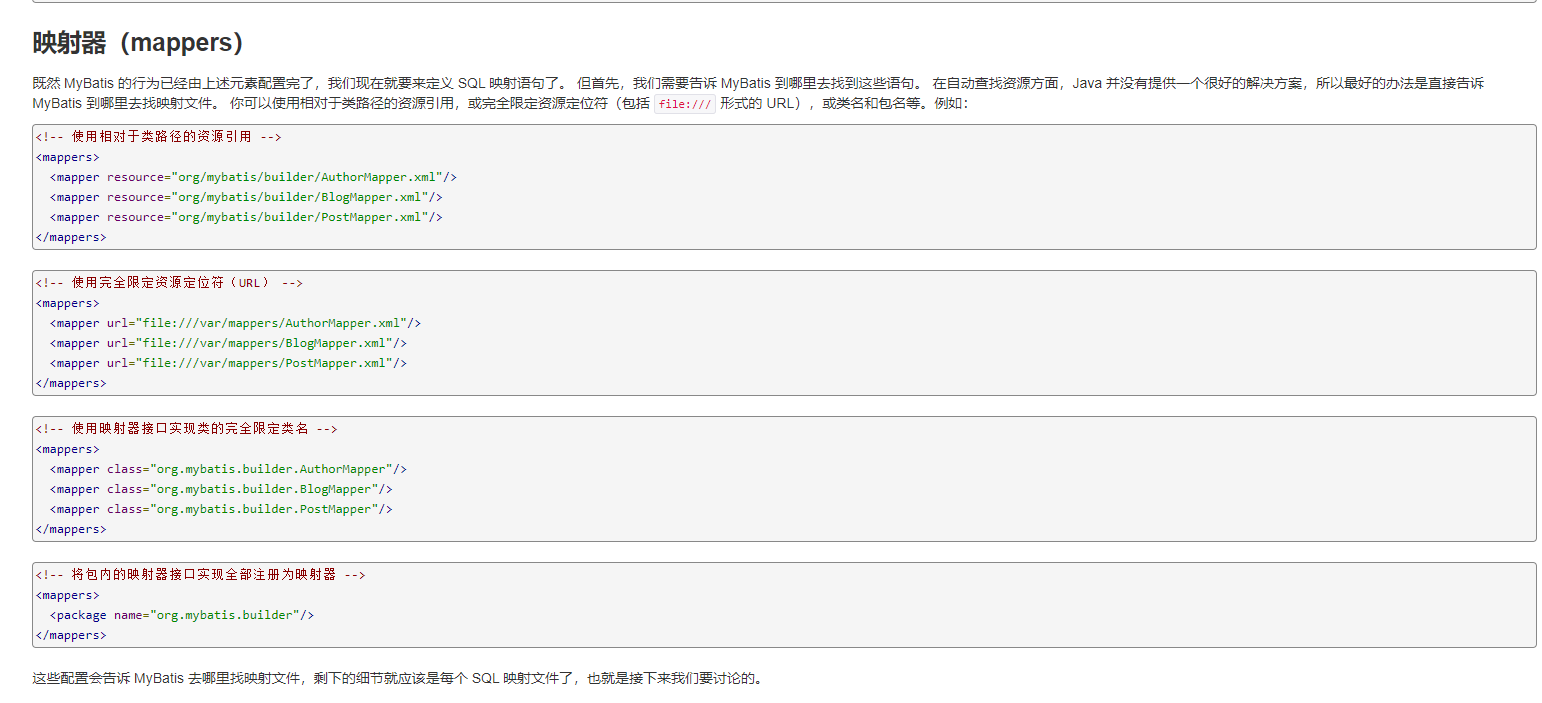 映射器（mappers）
既然 MyBatis 的行为已经由上述元素配置完了，我们现在就要来定义 SQL 映射语句了。 但首先，我们需要告诉 MyBatis 到哪里去找到这些语句。 在自动查找资源方面，Java 并没有提供一个很好的解决方案，所以最好的办法是直接告诉
MyBatis 到哪里去找映射文件。 你可以使用相对于类路径的资源引用，或完全限定资源定位符（包括 file:/// 形式的 URL），或类名和包名等。例如：
<!-- 使用相对于类路径的资源引用 -->
<mappers>
  <mapper resource="org/mybatis/builder/AuthorMapper.xml"/>
  <mapper resource="org/mybatis/builder/BlogMapper.xml"/>
  <mapper resource="org/mybatis/builder/PostMapper.xml"/>
</mappers>
<!-- 使用完全限定资源定位符（URL） -->
<mappers>
  <mapper url="file:///var/mappers/AuthorMapper.xml"/>
  <mapper url="file:///var/mappers/BlogMapper.xml"/>
  <mapper url="file:///var/mappers/PostMapper.xml"/>
</mappers>
<!-- 使用映射器接口实现类的完全限定类名 -->
<mappers>
  <mapper class="org.mybatis.builder.AuthorMapper"/>
  <mapper class="org.mybatis.builder.BlogMapper"/>
  <mapper class="org.mybatis.builder.PostMapper"/>
</mappers>
<!-- 将包内的映射器接口实现全部注册为映射器 -->
<mappers>
  <package name="org.mybatis.builder"/>
</mappers>
这些配置会告诉 MyBatis 去哪里找映射文件，剩下的细节就应该是每个 SQL 映射文件了，也就是接下来我们要讨论的。